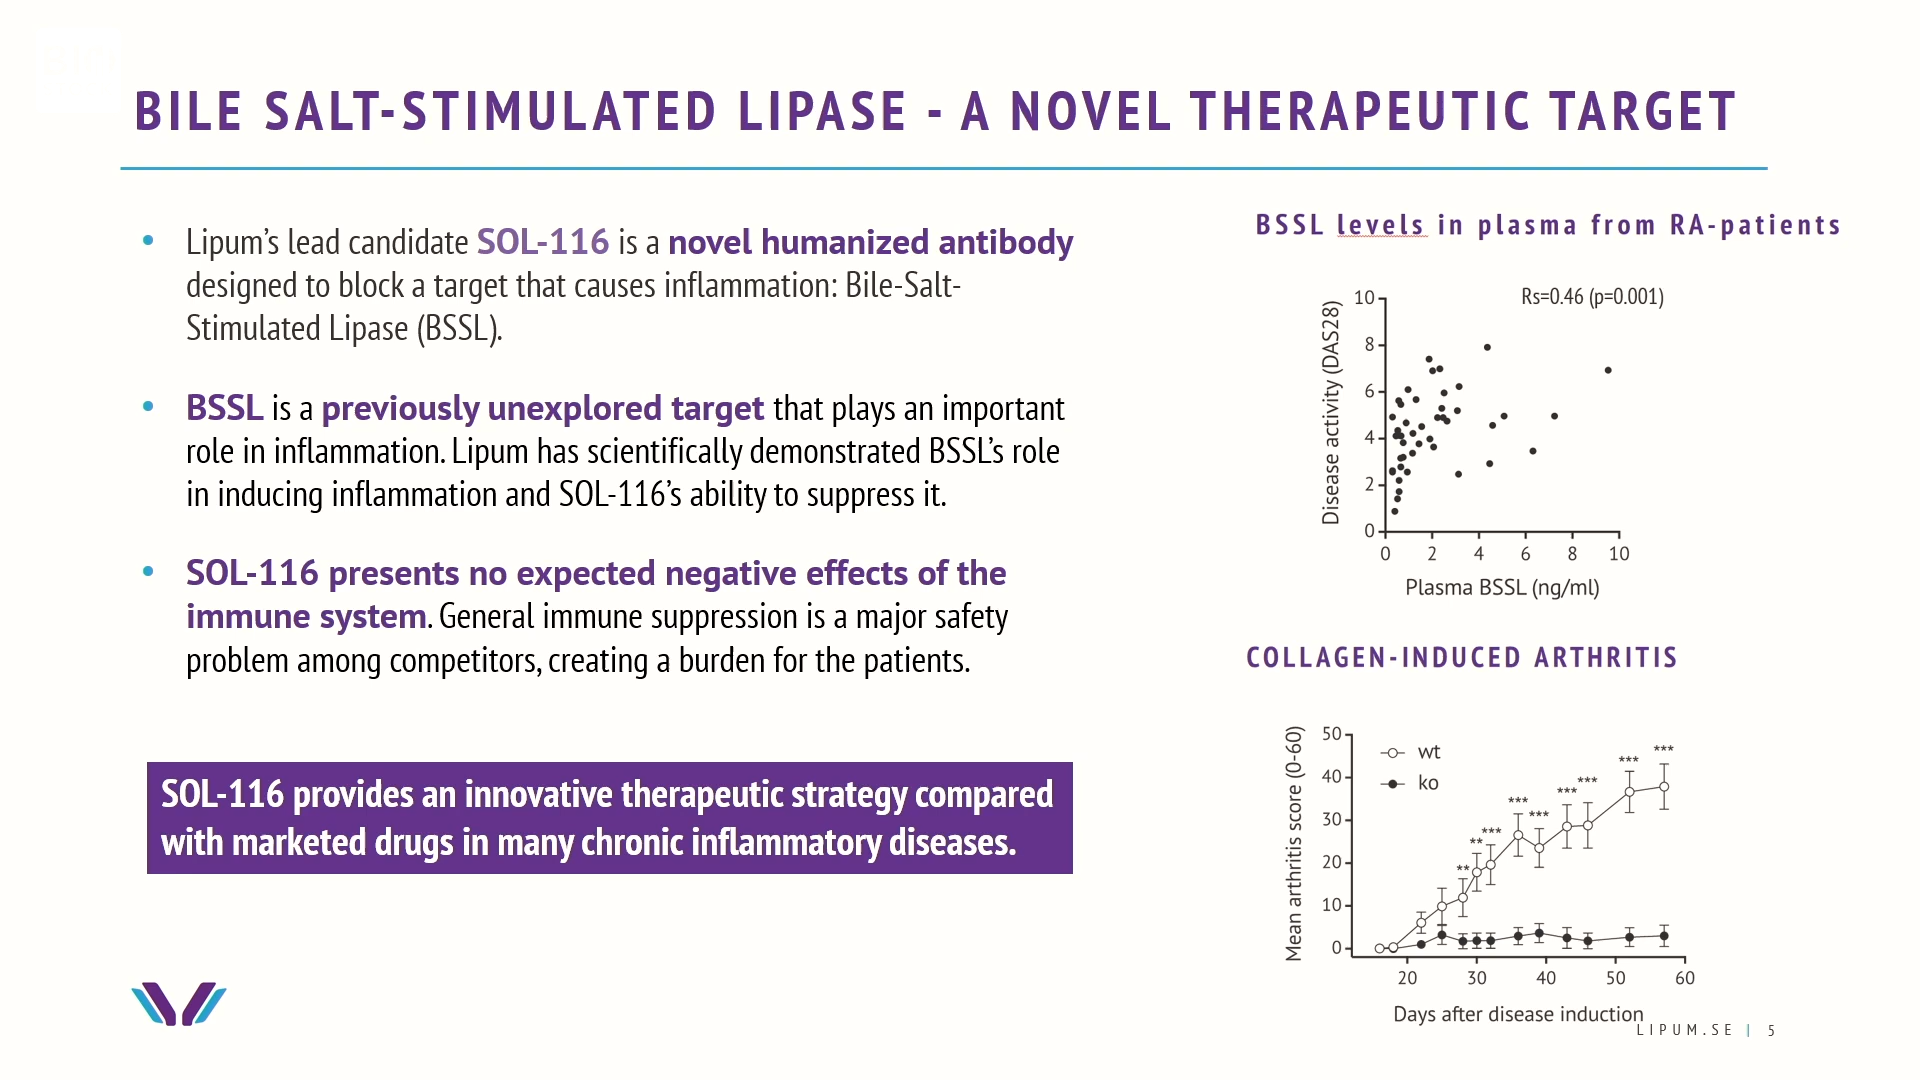 BILE SALT-STIMULATED LIPASE - A NOVEL THERAPEUTIC TARGET
• Lipum's lead candidate SOL-116 is a novel humanized antibody
designed to block a target that causes inflammation: Bile-Salt-
Stimulated Lipase (BSSL).
• BSSL is a previously unexplored target that plays an important
role in inflammation. Lipum has scientifically demonstrated BSSL's role
in inducing inflammation and SOL-116's ability to suppress it.
• SOL-116 presents no expected negative effects of the
immune system. General immune suppression is a major safety
problem among competitors, creating a burden for the patients.
SOL-116 provides an innovative therapeutic strategy compared
with marketed drugs in many chronic inflammatory diseases.
BSSL levels in plasma from RA-patients
Rs=0.46 (p=0.001)
Disease activity (DAS28)
10
8
6
4
2
0
0 2 4 6 8 10
Plasma BSSL (ng/ml)
COLLAGEN-INDUCED ARTHRITIS
Mean arthritis score (0-60)
50
40
30
20
10
0
wt
ko
** ** *** *** *** *** *** *** ***
20 30 40 50 60
Days after disease induction
LIPUM.SE | 5